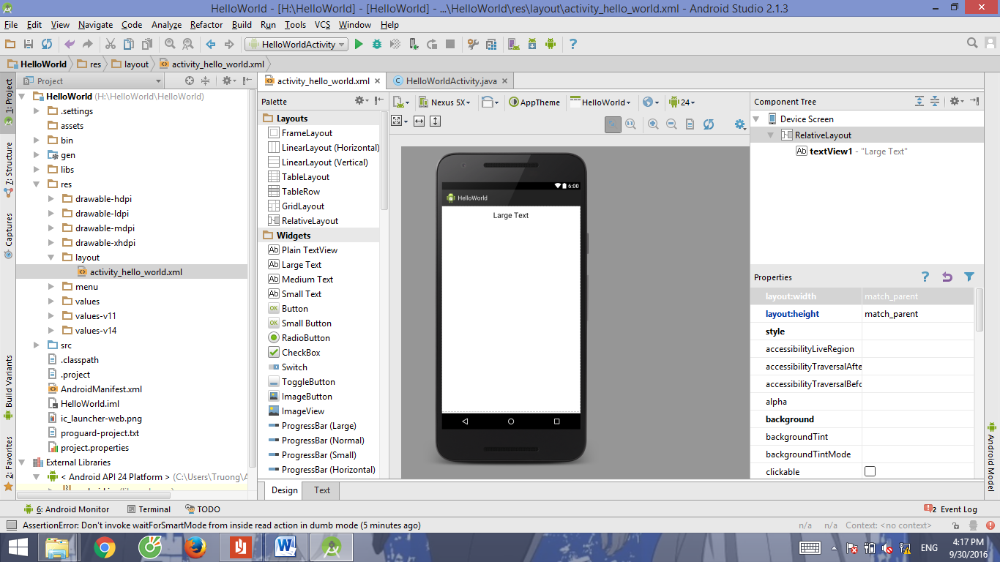 HelloWorld - [H:\HelloWorld] - [HelloWorld] - ...\HelloWorld\res\layout\activity_hello_world.xml - Android Studio 2.1.3
File Edit View Navigate Code Analyze Refactor Build Run Tools VCS Window Help
HelloWorldActivity
HelloWorld res layout activity_hello_world.xml
1: Project
7: Structure
Captures
Build Variants
2: Favorites
Project
HelloWorld (H:\HelloWorld\HelloWorld)
.settings
assets
bin
gen
libs
res
drawable-hdpi
drawable-ldpi
drawable-mdpi
drawable-xhdpi
layout
activity_hello_world.xml
menu
values
values-v11
values-v14
src
.classpath
.project
AndroidManifest.xml
HelloWorld.iml
ic_launcher-web.png
proguard-project.txt
project.properties
External Libraries
< Android API 24 Platform > (C:\Users\Truong\A
activity_hello_world.xml HelloWorldActivity.java
Palette
Layouts
FrameLayout
LinearLayout (Horizontal)
LinearLayout (Vertical)
TableLayout
TableRow
GridLayout
RelativeLayout
Widgets
Ab Plain TextView
Ab Large Text
Ab Medium Text
Ab Small Text
OK Button
OK Small Button
RadioButton
CheckBox
Switch
ToggleButton
ImageButton
ImageView
ProgressBar (Large)
ProgressBar (Normal)
ProgressBar (Small)
ProgressBar (Horizontal)
Nexus 5X AppTheme HelloWorld 24
6:00
HelloWorld
Large Text
Design Text
Component Tree
Device Screen
RelativeLayout
Ab textView1 - "Large Text"
Properties
layout:width match_parent
layout:height match_parent
style
accessibilityLiveRegion
accessibilityTraversalAfte
accessibilityTraversalBefo
alpha
background
backgroundTint
backgroundTintMode
clickable
Android Model
6: Android Monitor Terminal TODO
2 Event Log
AssertionError: Don't invoke waitForSmartMode from inside read action in dumb mode (5 minutes ago)
n/a n/a Context: <no context>
ENG
4:17 PM
9/30/2016